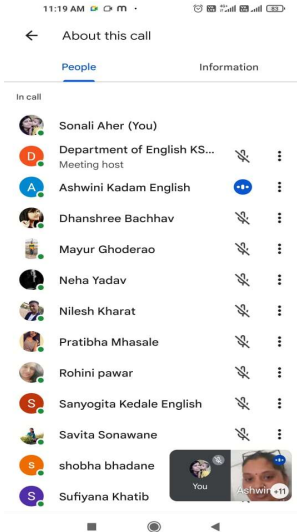 11:19 AM
63
About this call
People
Information
In call
Sonali Aher (You)
Department of English KS...
Meeting host
Ashwini Kadam English
Dhanshree Bachhav
Mayur Ghoderao
Neha Yadav
Nilesh Kharat
Pratibha Mhasale
Rohini pawar
Sanyogita Kedale English
Savita Sonawane
shobha bhadane
Sufiyana Khatib
D
A
S
s
S
You
Ashwin
+11